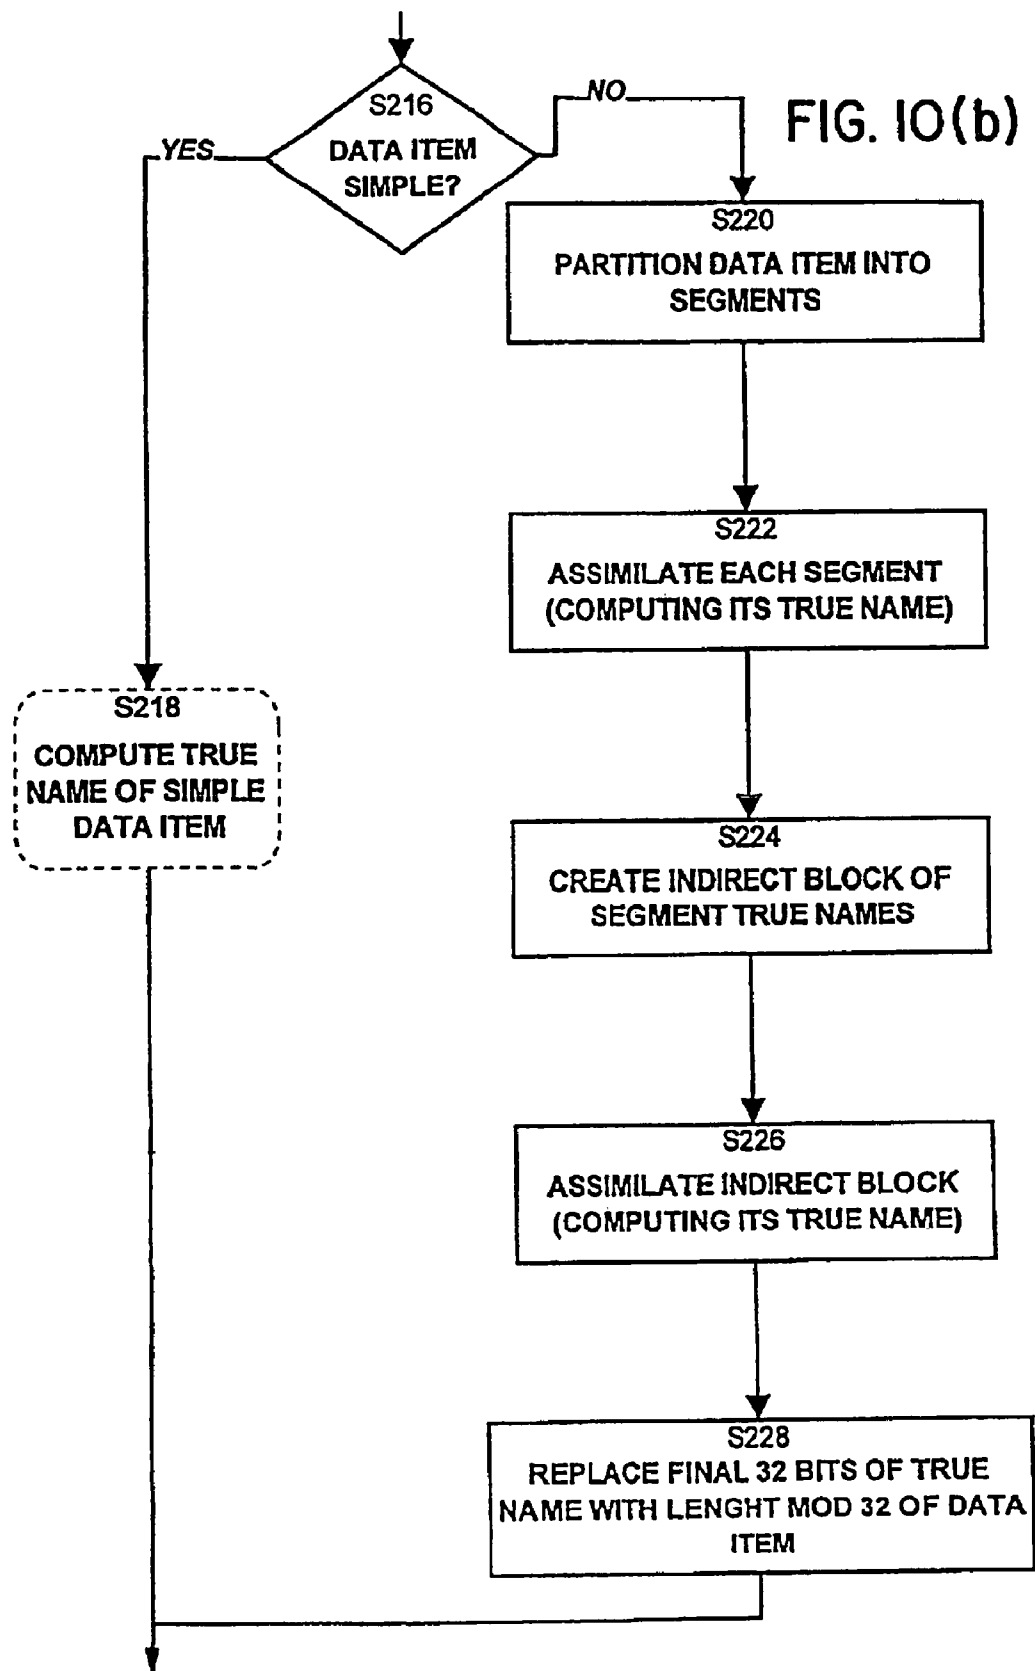 FIG. 10(b)
S216
DATA ITEM
SIMPLE?
YES
NO
S220
PARTITION DATA ITEM INTO
SEGMENTS
S222
ASSIMILATE EACH SEGMENT
(COMPUTING ITS TRUE NAME)
S218
COMPUTE TRUE
NAME OF SIMPLE
DATA ITEM
S224
CREATE INDIRECT BLOCK OF
SEGMENT TRUE NAMES
S226
ASSIMILATE INDIRECT BLOCK
(COMPUTING ITS TRUE NAME)
S228
REPLACE FINAL 32 BITS OF TRUE
NAME WITH LENGHT MOD 32 OF DATA
ITEM